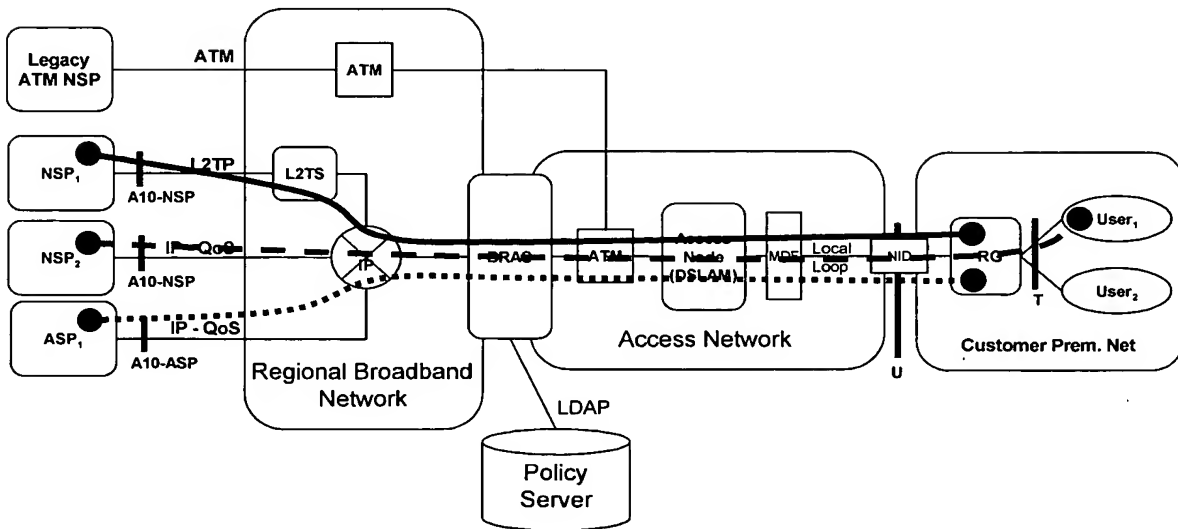 Legacy
ATM NSP
ATM
ATM
NSP1
L2TP
A10-NSP
L2TS
NSP2
IP - QoS
A10-NSP
IP
BRAS
ATM
Access
Node
(DSLAM)
MDF
Local
Loop
NID
RG
T
User1
User2
ASP1
IP - QoS
A10-ASP
Regional Broadband
Network
Access Network
U
Customer Prem. Net
LDAP
Policy
Server